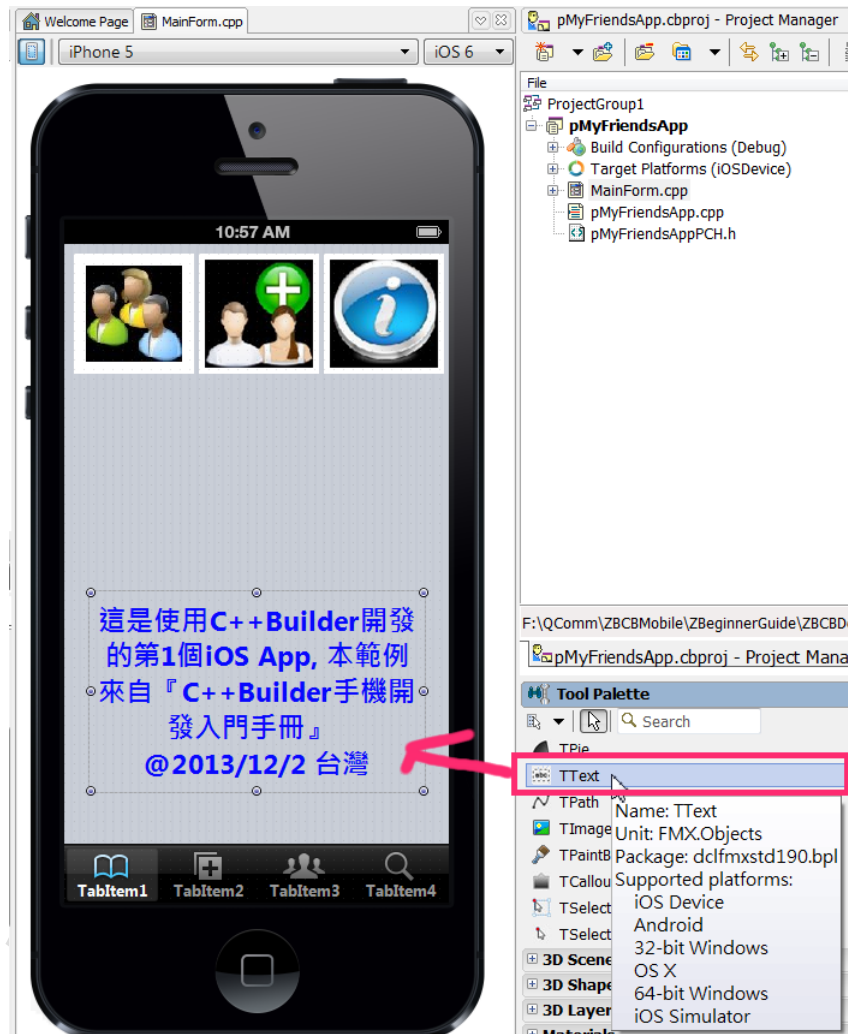 Welcome Page
MainForm.cpp
pMyFriendsApp.cbproj - Project Manager
iPhone 5
iOS 6
File
ProjectGroup1
pMyFriendsApp
Build Configurations (Debug)
Target Platforms (iOSDevice)
MainForm.cpp
pMyFriendsApp.cpp
pMyFriendsAppPCH.h
10:57 AM
這是使用C++Builder開發
的第1個iOS App, 本範例
來自『C++Builder手機開
發入門手冊』
@2013/12/2 台灣
TabItem1 TabItem2 TabItem3 TabItem4
F:\QComm\ZBCBMobile\ZBeginnerGuide\ZBCBD
pMyFriendsApp.cbproj - Project Mana
Tool Palette
Search
TPie
abc TText
TPath
TImage
TPaintB
TCallou
TSelect
TSelect
3D Scene
3D Shape
3D Layer
Materials
Name: TText
Unit: FMX.Objects
Package: dclfmxstd190.bpl
Supported platforms:
iOS Device
Android
32-bit Windows
OS X
64-bit Windows
iOS Simulator